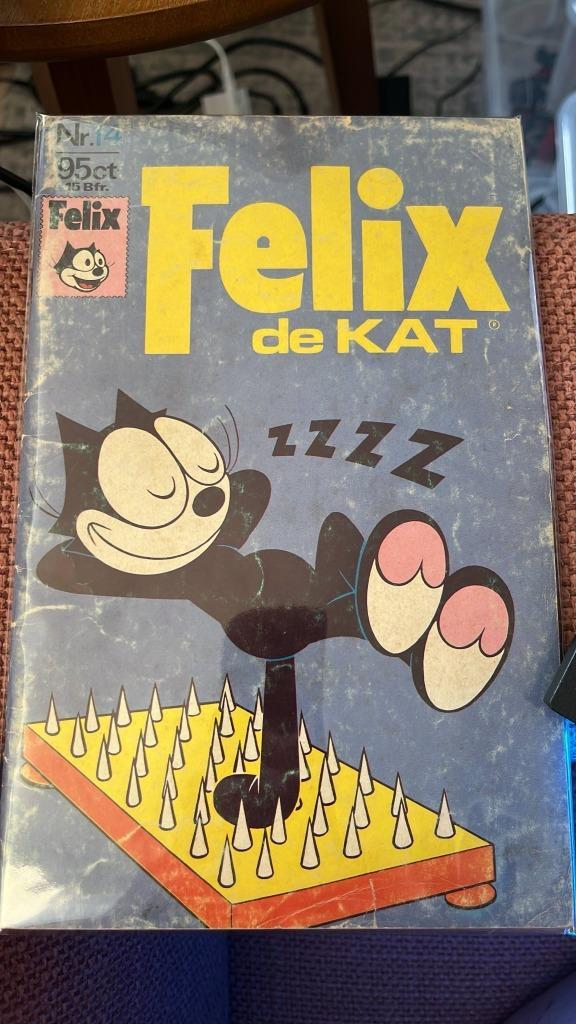 Nr.14
95ct
15 Bfr.
Felix
Felix
de KAT ®
ZZZZ